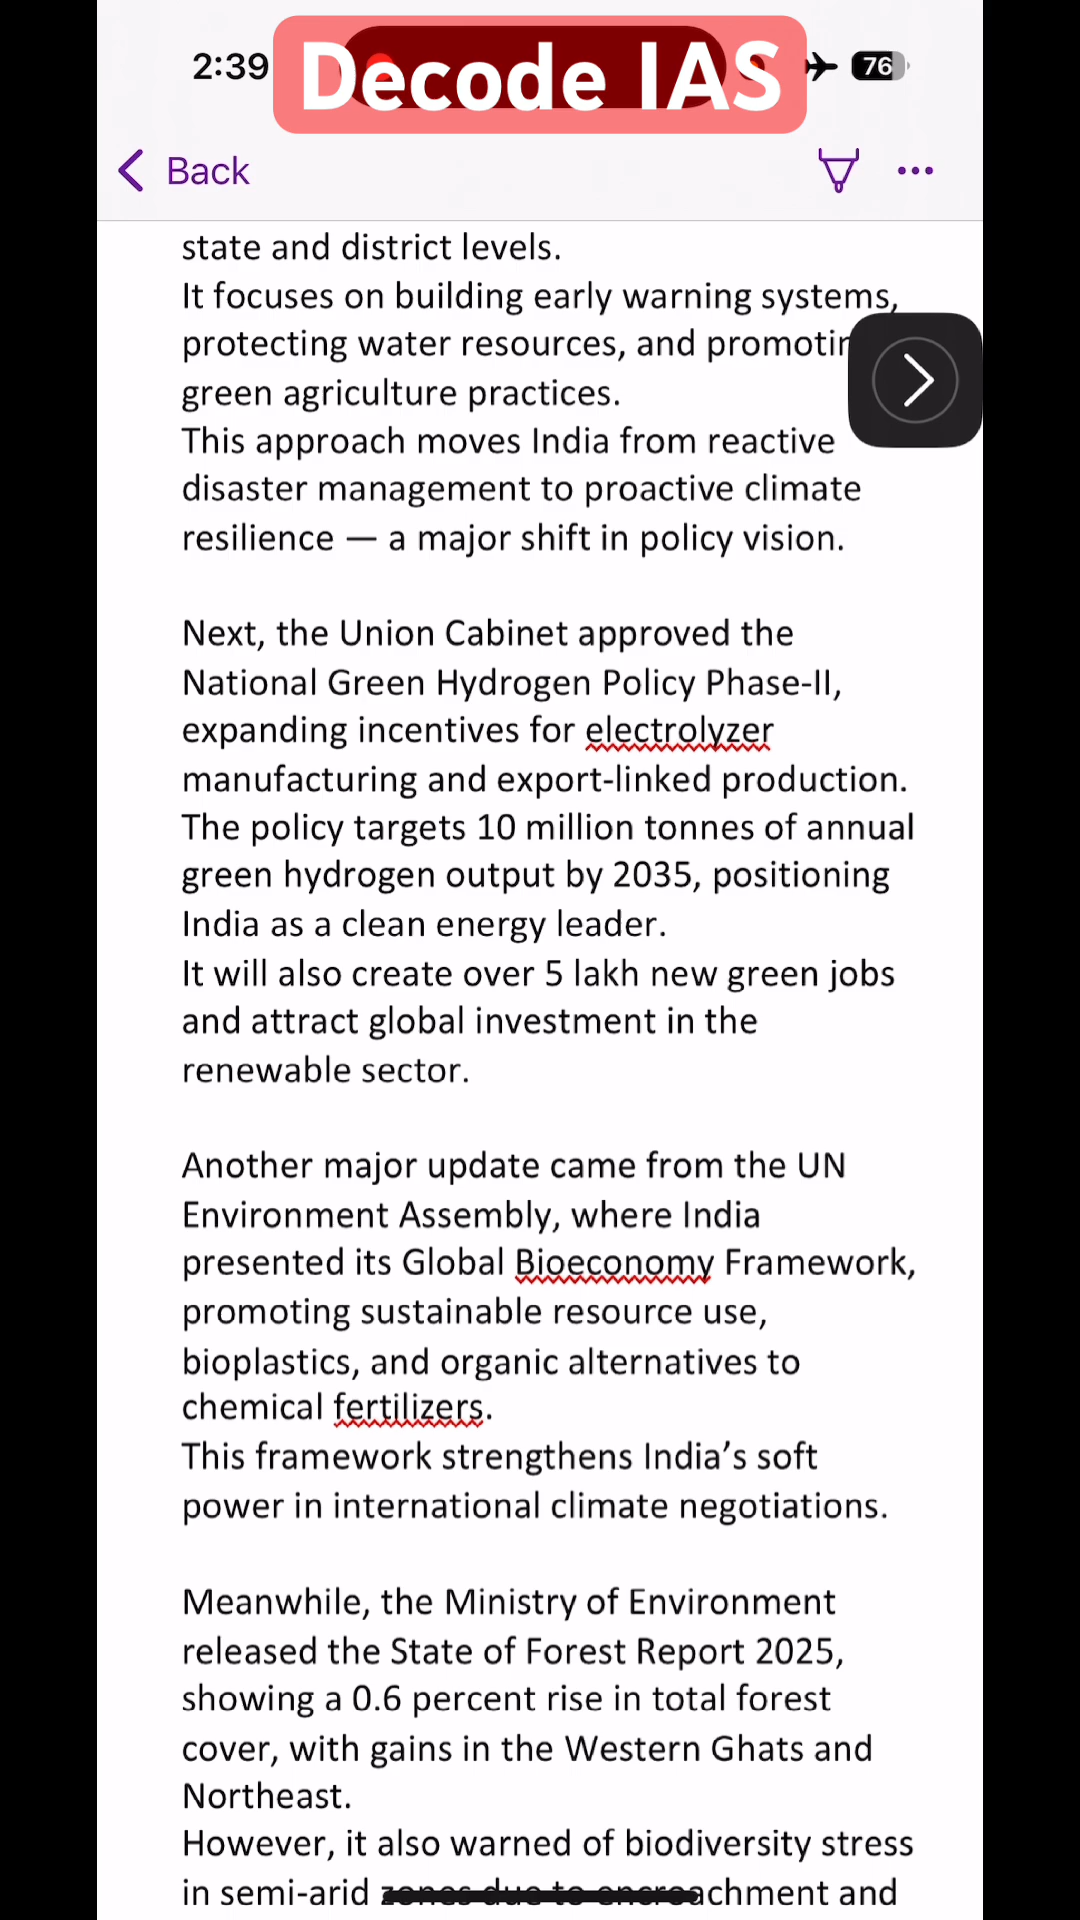 2:39
Decode IAS
76
Back
state and district levels.
It focuses on building early warning systems,
protecting water resources, and
green agriculture practices.
This approach moves India from reactive
disaster management to proactive climate
resilience — a major shift in policy vision.
Next, the Union Cabinet approved the
National Green Hydrogen Policy Phase-II,
expanding incentives for electrolyzer
manufacturing and export-linked production.
The policy targets 10 million tonnes of annual
green hydrogen output by 2035, positioning
India as a clean energy leader.
It will also create over 5 lakh new green jobs
and attract global investment in the
renewable sector.
Another major update came from the UN
Environment Assembly, where India
presented its Global Bioeconomy Framework,
promoting sustainable resource use,
bioplastics, and organic alternatives to
chemical fertilizers.
This framework strengthens India's soft
power in international climate negotiations.
Meanwhile, the Ministry of Environment
released the State of Forest Report 2025,
showing a 0.6 percent rise in total forest
cover, with gains in the Western Ghats and
Northeast.
However, it also warned of biodiversity stress
in semi-arid zones due to encroachment and